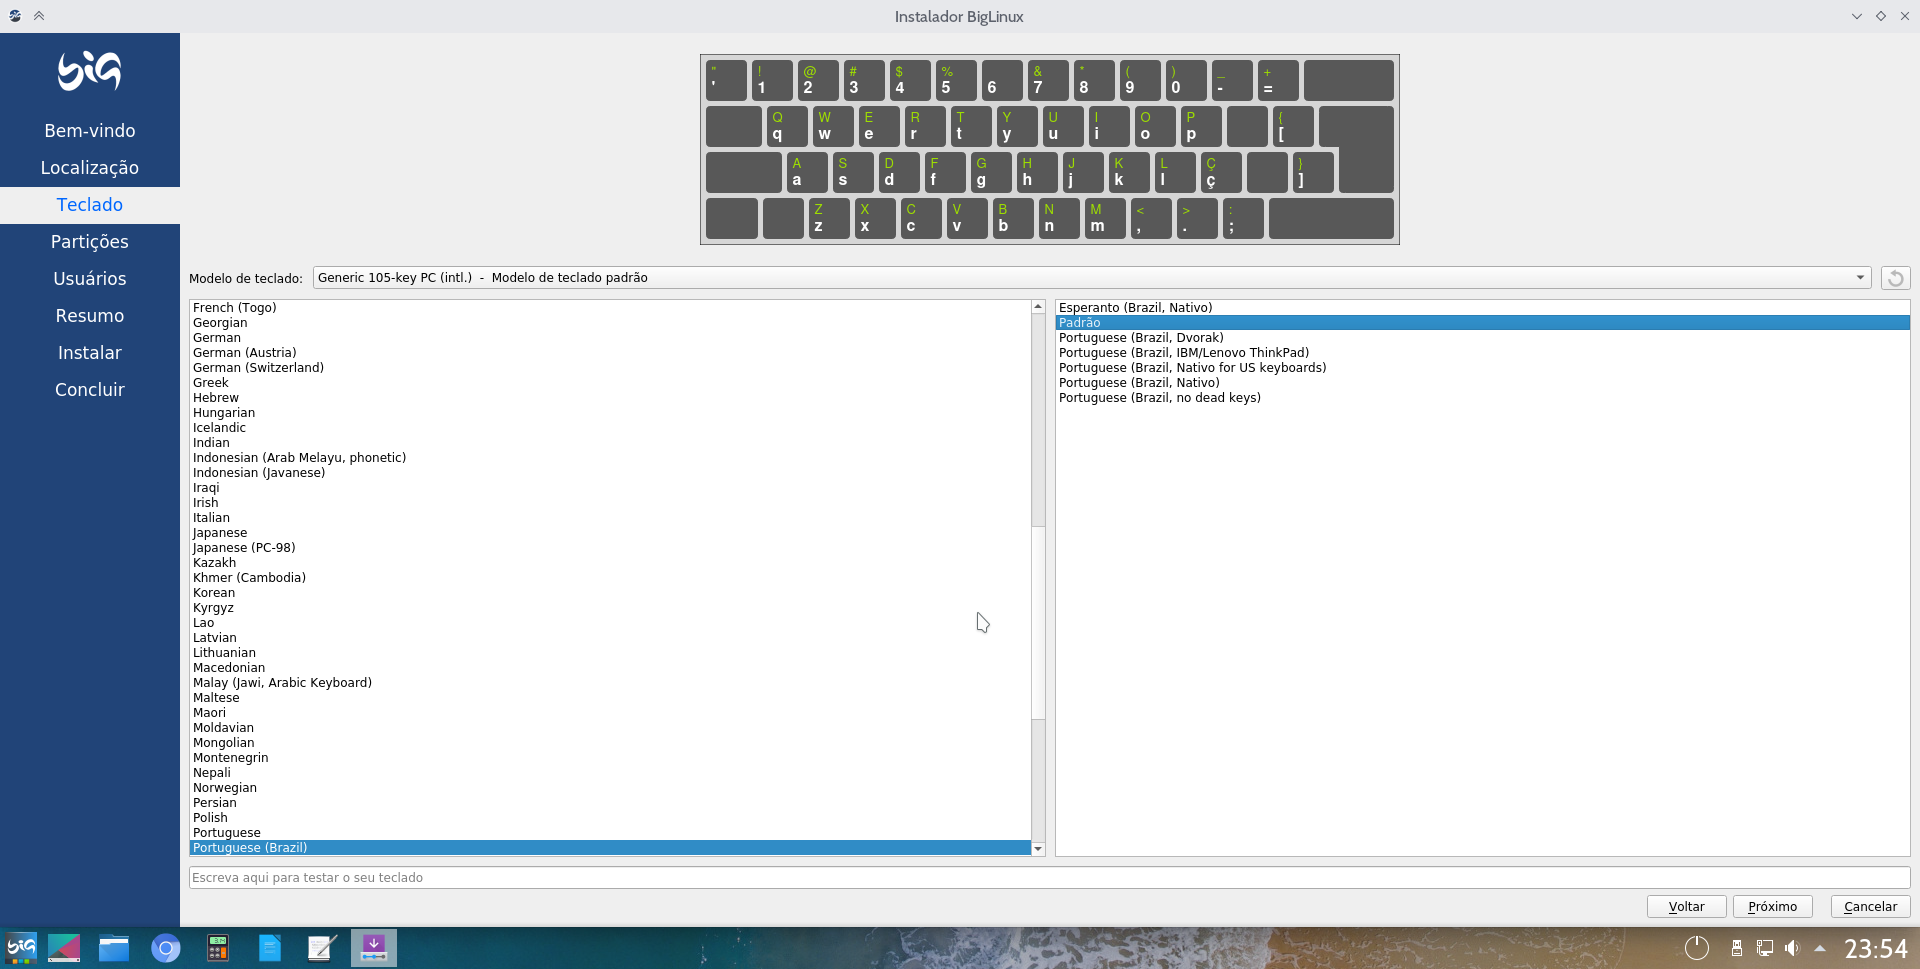 Instalador BigLinux
big
Bem-vindo
Localização
Teclado
Partições
Usuários
Resumo
Instalar
Concluir
" ! @ # $ % & * ( ) _ +
' 1 2 3 4 5 6 7 8 9 0 - =
Q W E R T Y U I O P {
q w e r t y u i o p [
A S D F G H J K L Ç }
a s d f g h j k l ç ]
Z X C V B N M < > :
z x c v b n m , . ;
Modelo de teclado: Generic 105-key PC (intl.) - Modelo de teclado padrão
French (Togo)
Georgian
German
German (Austria)
German (Switzerland)
Greek
Hebrew
Hungarian
Icelandic
Indian
Indonesian (Arab Melayu, phonetic)
Indonesian (Javanese)
Iraqi
Irish
Italian
Japanese
Japanese (PC-98)
Kazakh
Khmer (Cambodia)
Korean
Kyrgyz
Lao
Latvian
Lithuanian
Macedonian
Malay (Jawi, Arabic Keyboard)
Maltese
Maori
Moldavian
Mongolian
Montenegrin
Nepali
Norwegian
Persian
Polish
Portuguese
Portuguese (Brazil)
Esperanto (Brazil, Nativo)
Padrão
Portuguese (Brazil, Dvorak)
Portuguese (Brazil, IBM/Lenovo ThinkPad)
Portuguese (Brazil, Nativo for US keyboards)
Portuguese (Brazil, Nativo)
Portuguese (Brazil, no dead keys)
Escreva aqui para testar o seu teclado
Voltar
Próximo
Cancelar
big
23:54